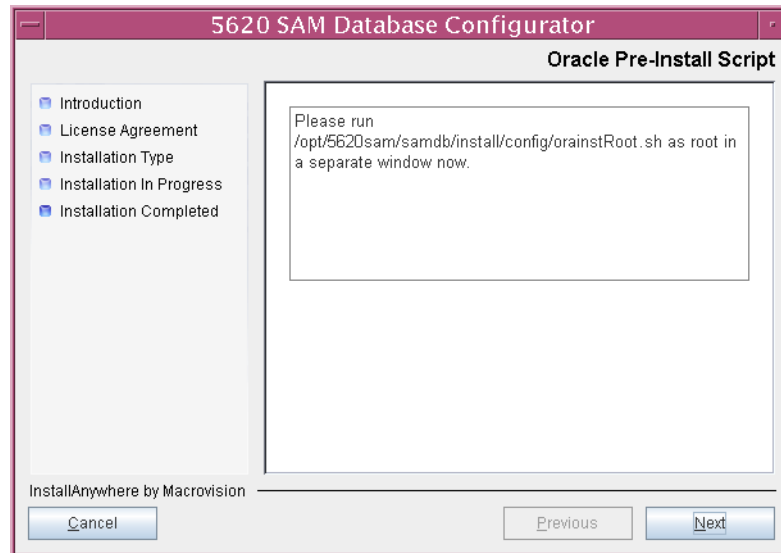 5620 SAM Database Configurator
Oracle Pre-Install Script
Introduction
License Agreement
Installation Type
Installation In Progress
Installation Completed
Please run
/opt/5620sam/samdb/install/config/orainstRoot.sh as root in
a separate window now.
InstallAnywhere by Macrovision
Cancel
Previous
Next